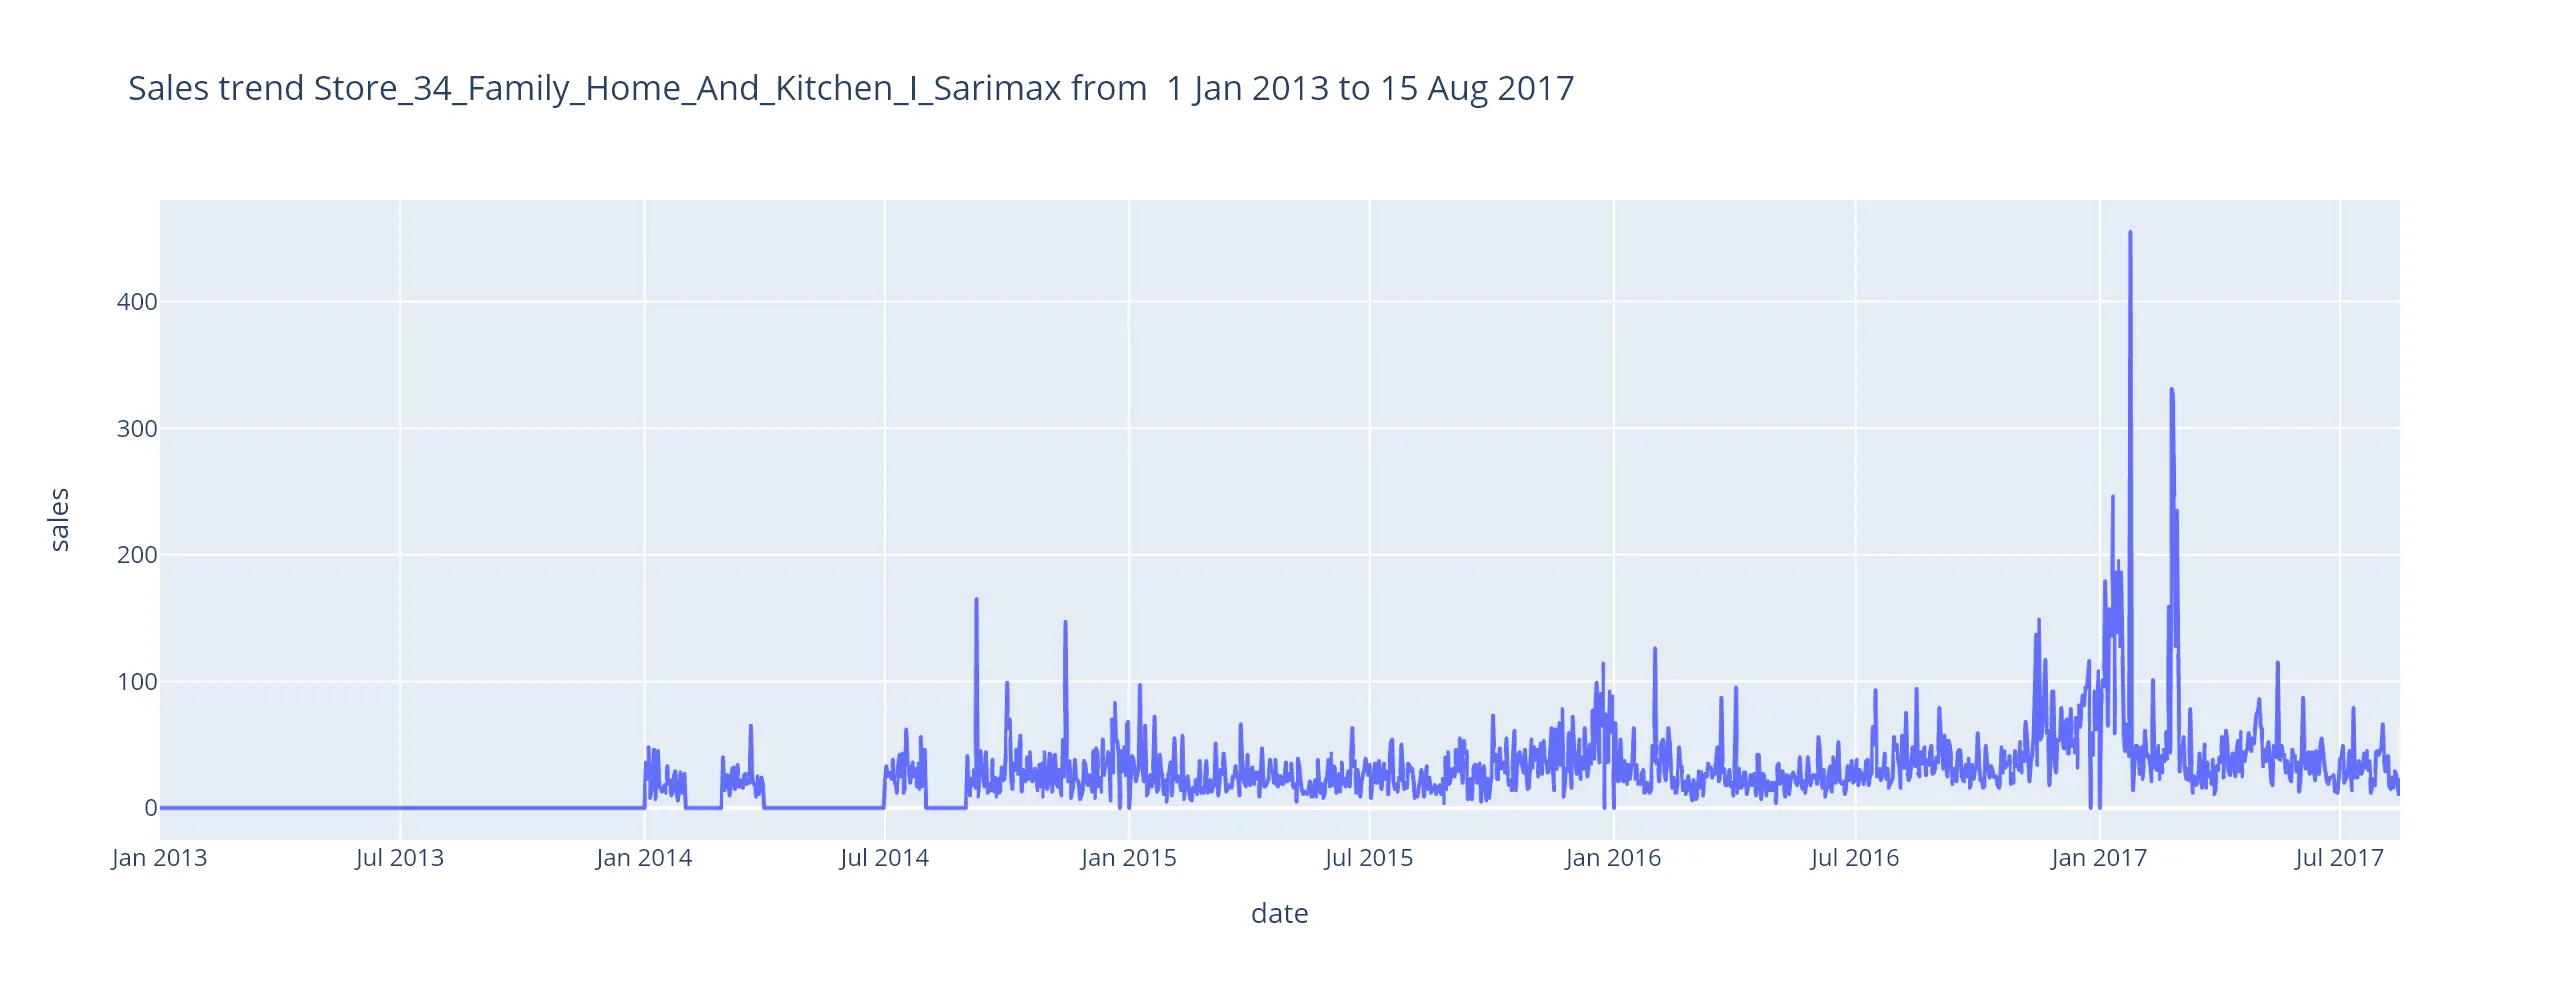 Sales trend Store_34_Family_Home_And_Kitchen_I_Sarimax from  1 Jan 2013 to 15 Aug 2017
sales
400
300
200
100
0
Jan 2013 Jul 2013 Jan 2014 Jul 2014 Jan 2015 Jul 2015 Jan 2016 Jul 2016 Jan 2017 Jul 2017
date